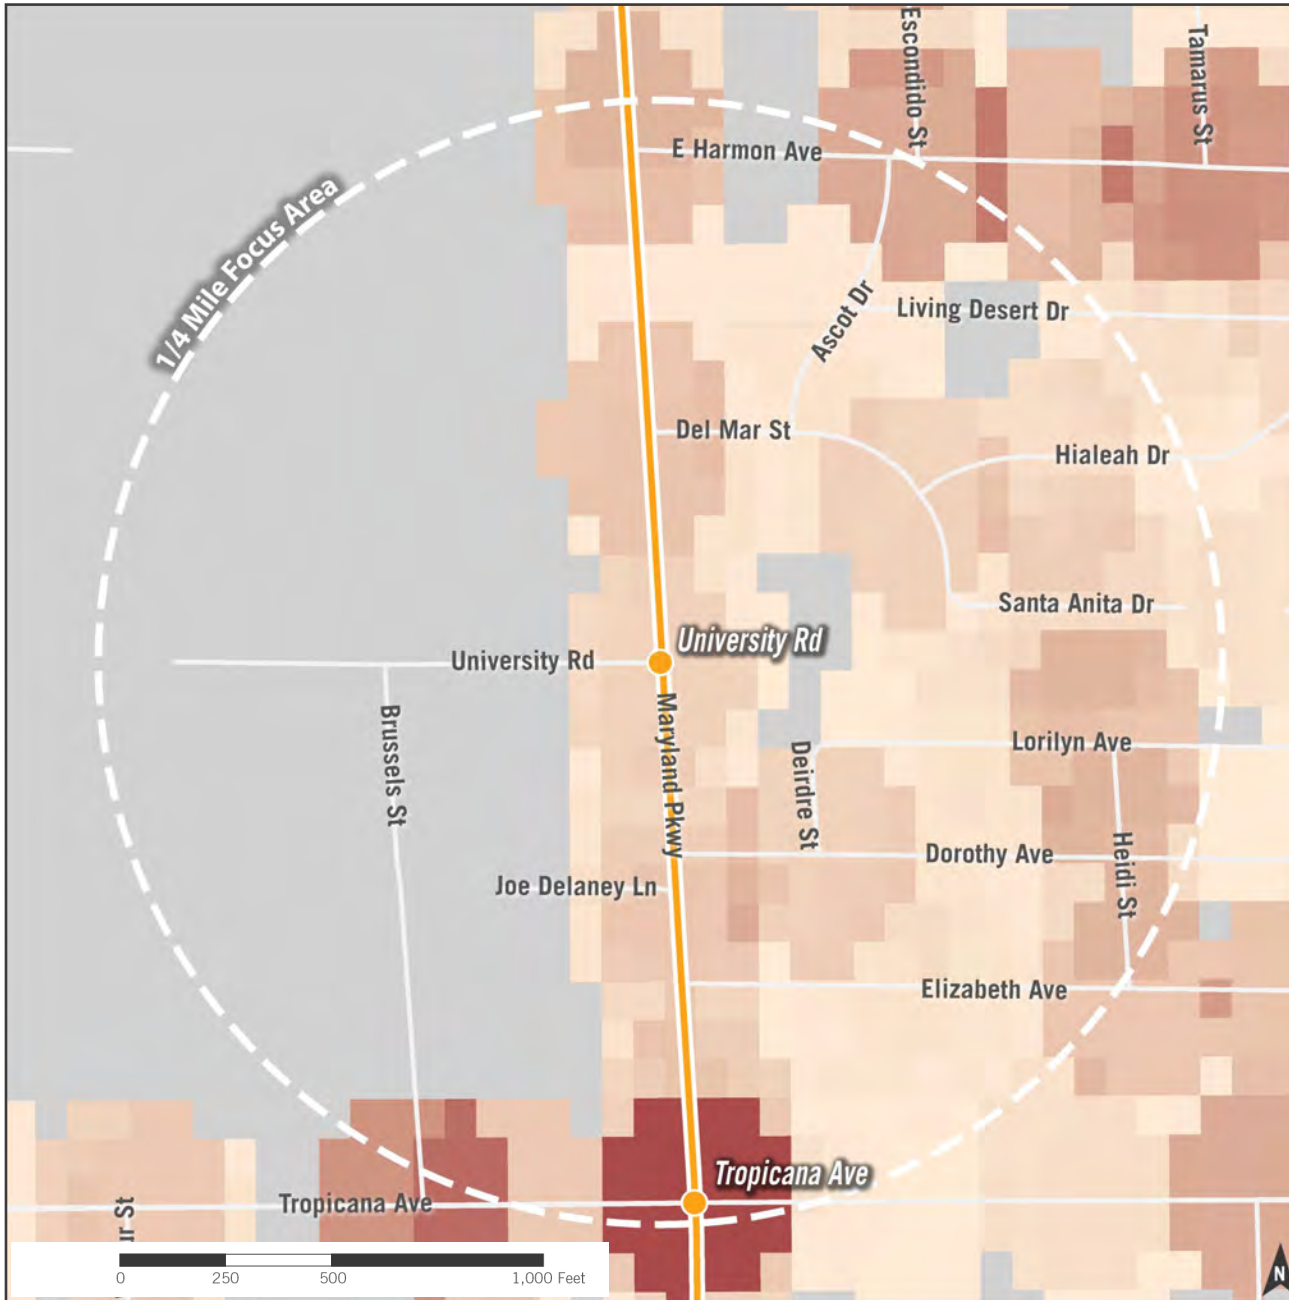 Escondido St
Tamarus St
E Harmon Ave
1/4 Mile Focus Area
Ascot Dr
Living Desert Dr
Del Mar St
Hialeah Dr
Santa Anita Dr
University Rd
University Rd
Maryland Pkwy
Brussels St
Deirdre St
Lorilyn Ave
Heidi St
Dorothy Ave
Joe Delaney Ln
Elizabeth Ave
Tropicana Ave
Tropicana Ave
ur St
0 250 500 1,000 Feet
N